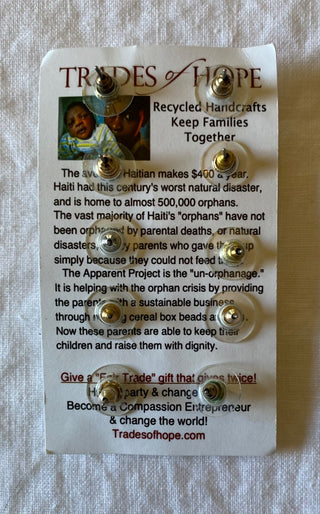 TRADES of HOPE
Recycled Handcrafts
Keep Families
Together
The Haitian makes $400 a year.
Haiti had this century's worst natural disaster,
and is home to almost 500,000 orphans.
The vast majority of Haiti's "orphans" have not
been orphaned by parental deaths, or natural
disasters, by parents who gave up
simply because they could not feed
The Apparent Project is the "un-orphanage."
It is helping with the orphan crisis by providing
the parents with a sustainable business
through cereal box beads
Now these parents are able to keep their
children and raise them with dignity.
Give a "Fair Trade" gift that gives twice!
party & change
Become a Compassion Entrepreneur
& change the world!
Tradesofhope.com